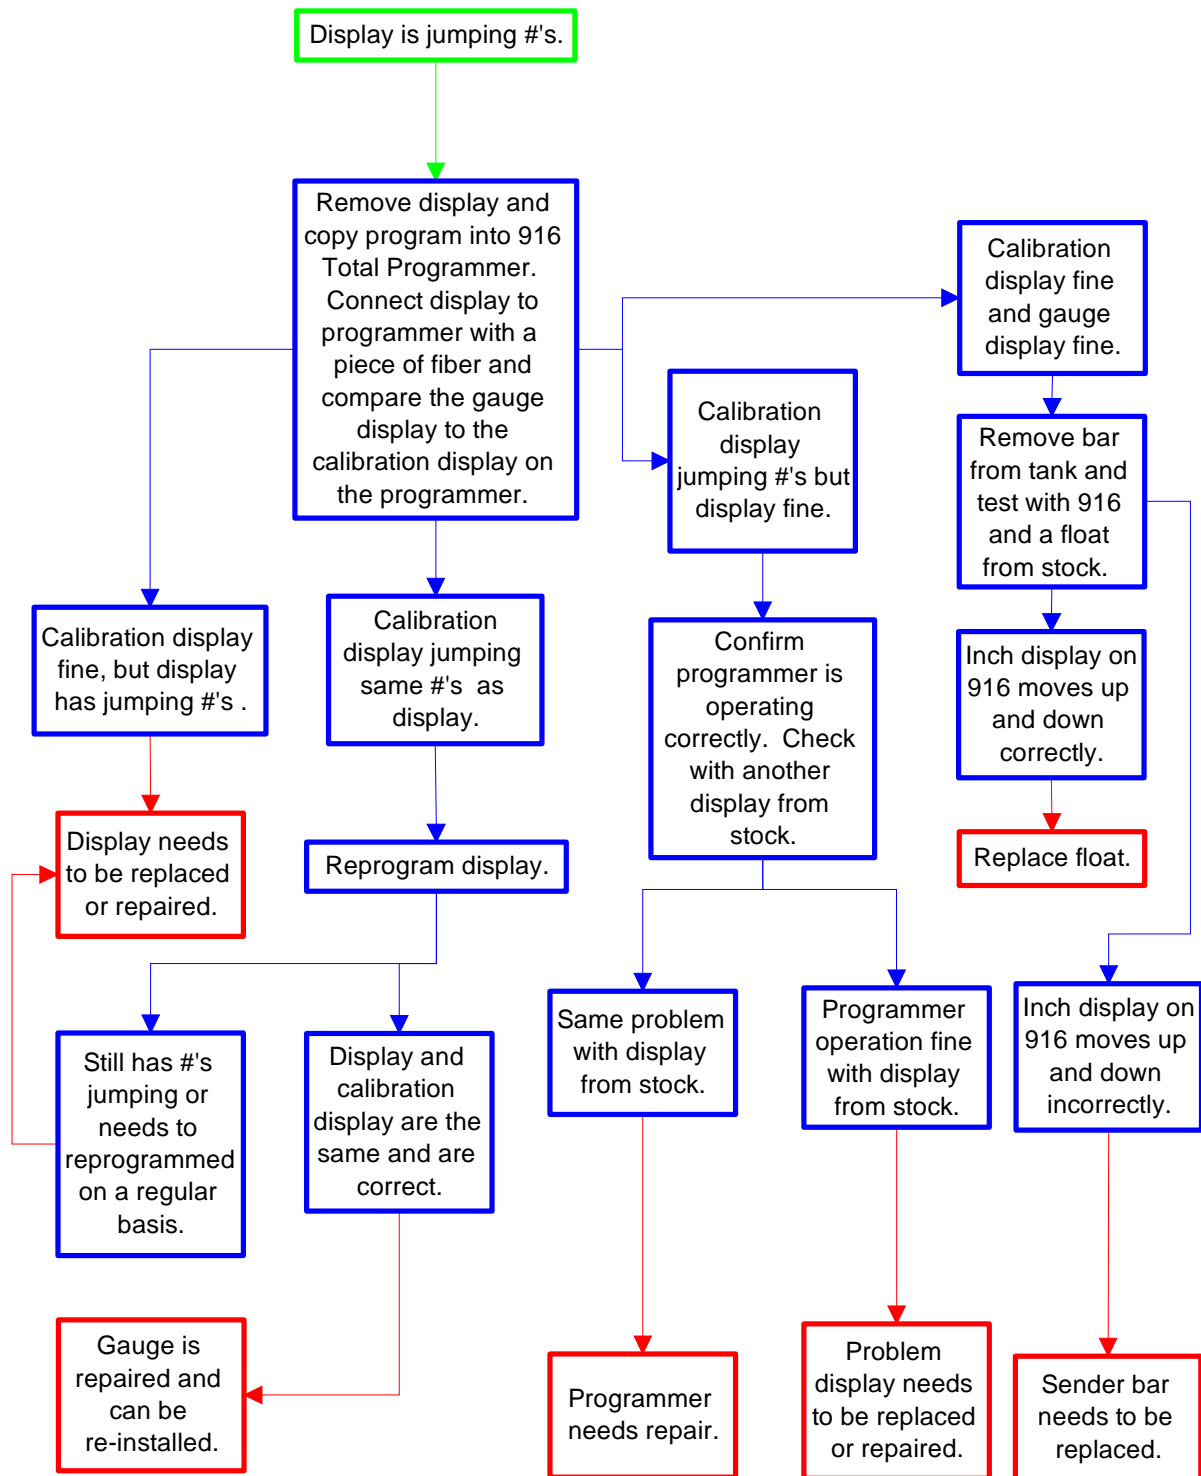 Display is jumping #'s.
Remove display and
copy program into 916
Total Programmer.
Connect display to
programmer with a
piece of fiber and
compare the gauge
display to the
calibration display on
the programmer.
Calibration
display fine
and gauge
display fine.
Calibration
display
jumping #'s but
display fine.
Remove bar
from tank and
test with 916
and a float
from stock.
Calibration display
fine, but display
has jumping #'s .
Calibration
display jumping
same #'s as
display.
Confirm
programmer is
operating
correctly. Check
with another
display from
stock.
Inch display on
916 moves up
and down
correctly.
Display needs
to be replaced
or repaired.
Reprogram display.
Replace float.
Still has #'s
jumping or
needs to
reprogrammed
on a regular
basis.
Display and
calibration
display are the
same and are
correct.
Same problem
with display
from stock.
Programmer
operation fine
with display
from stock.
Inch display on
916 moves up
and down
incorrectly.
Gauge is
repaired and
can be
re-installed.
Programmer
needs repair.
Problem
display needs
to be replaced
or repaired.
Sender bar
needs to be
replaced.